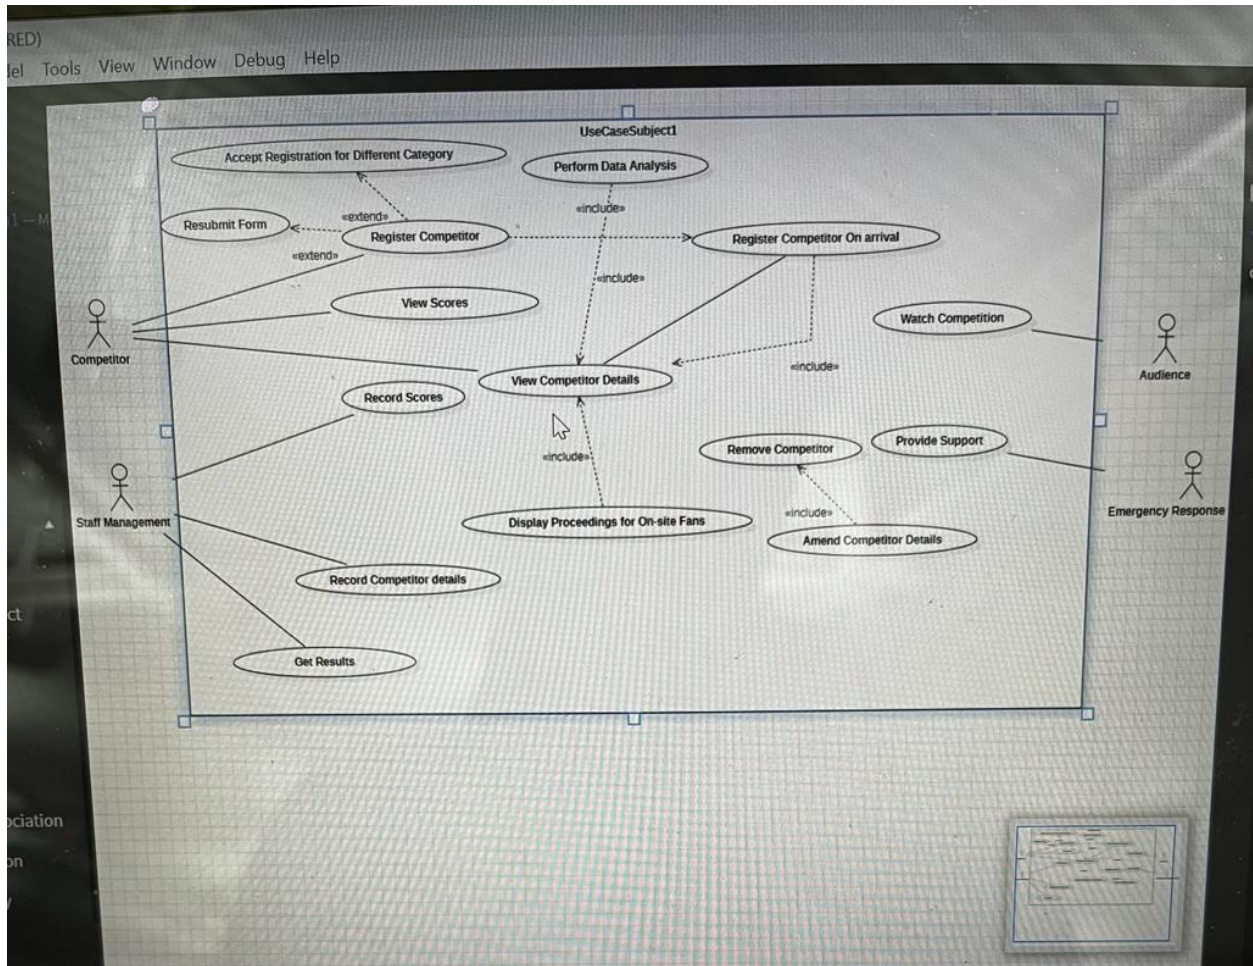 RED)
del Tools View Window Debug Help
UseCaseSubject1
Accept Registration for Different Category
Perform Data Analysis
«include»
«extend»
Resubmit Form
Register Competitor
Register Competitor On arrival
«extend»
«include»
View Scores
Watch Competition
Competitor
«include»
Audience
View Competitor Details
Record Scores
Remove Competitor
Provide Support
«include»
Staff Management
Display Proceedings for On-site Fans
«include»
Emergency Response
Amend Competitor Details
Record Competitor details
ct
Get Results
ociation
on